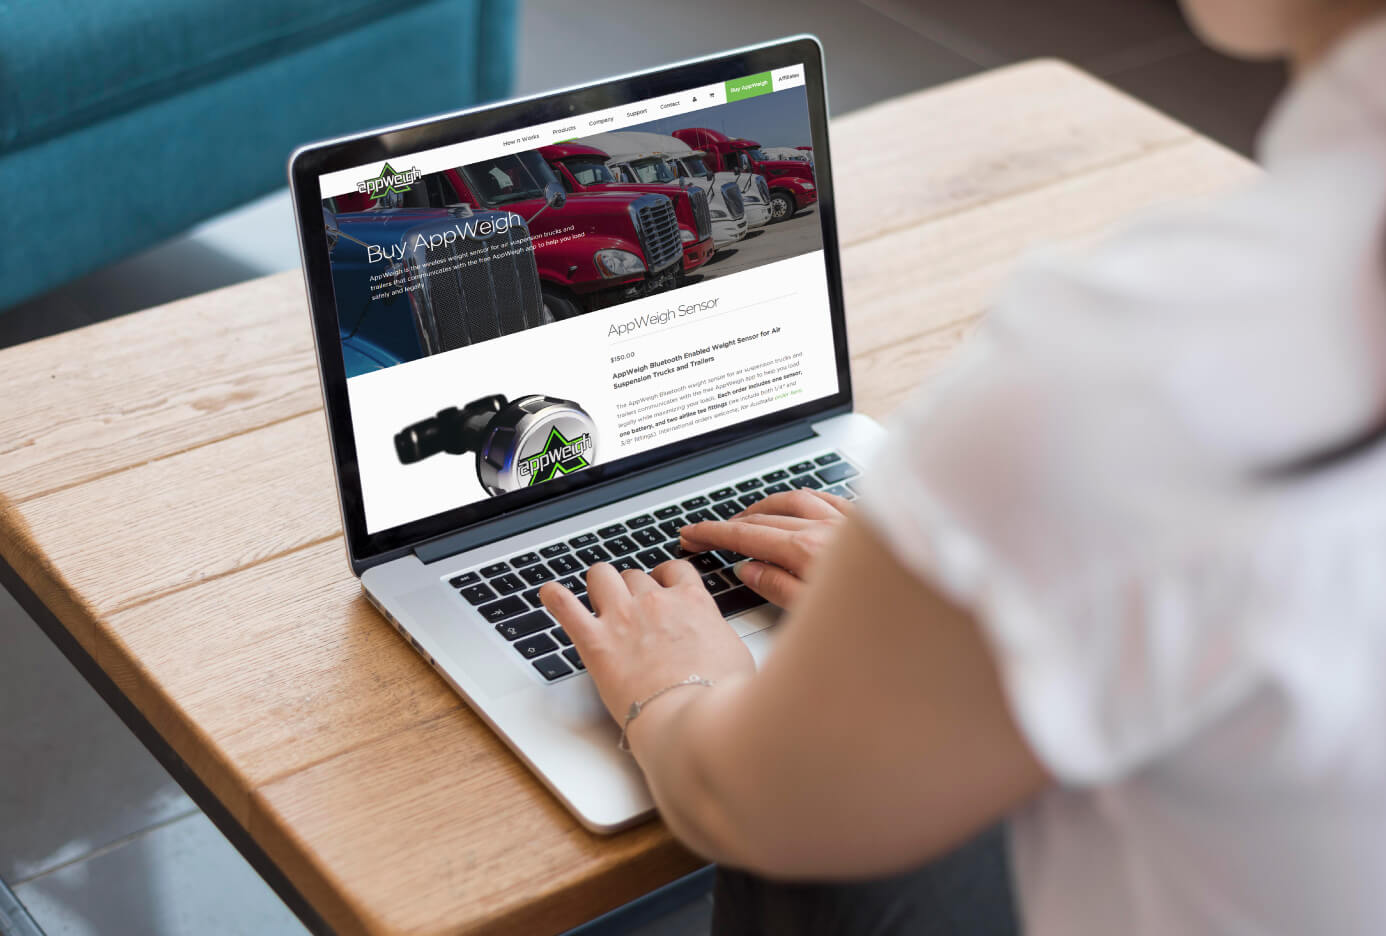 How it Works Products Company Support Contact Buy AppWeigh Affiliates
appWeigh
Buy AppWeigh
AppWeigh is the wireless weight sensor for air suspension trucks and
trailers that communicates with the free AppWeigh app to help you load
safely and legally
AppWeigh Sensor
$150.00
AppWeigh Bluetooth Enabled Weight Sensor for Air
Suspension Trucks and Trailers
The AppWeigh Bluetooth weight sensor for air suspension trucks and
trailers communicates with the free AppWeigh app to help you load
legally while maximizing your loads. Each order includes one sensor,
one battery, and two airline tee fittings (we include both 1/4" and
3/8" fittings). International orders welcome; for Australia order here.
appWeigh